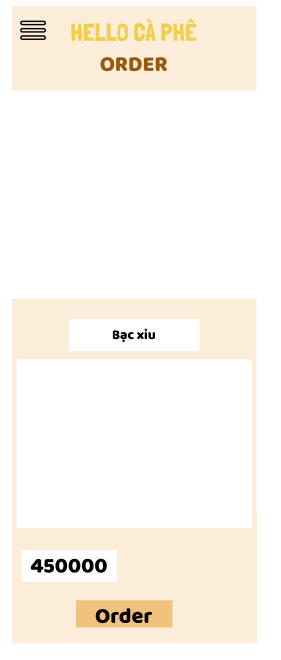 HELLO CÀ PHÊ
ORDER
Bạc xỉu
450000
Order